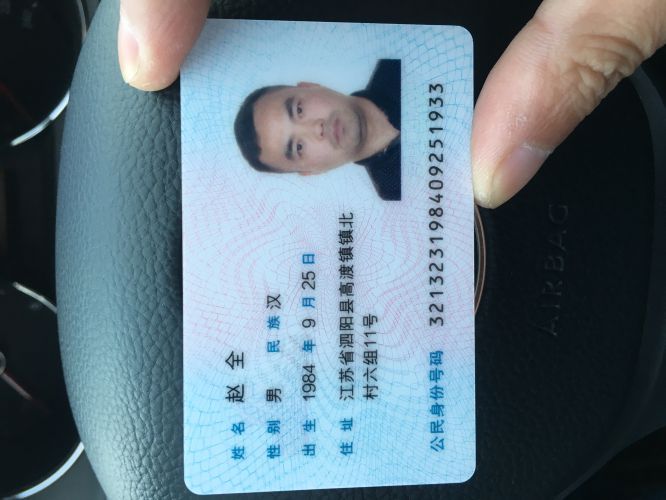 姓名 赵全
性别 男 民族 汉
出生 1984 年 9 月 25 日
住址 江苏省泗阳县高渡镇镇北
村六组11号
公民身份号码 321323198409251933
AIRBAG